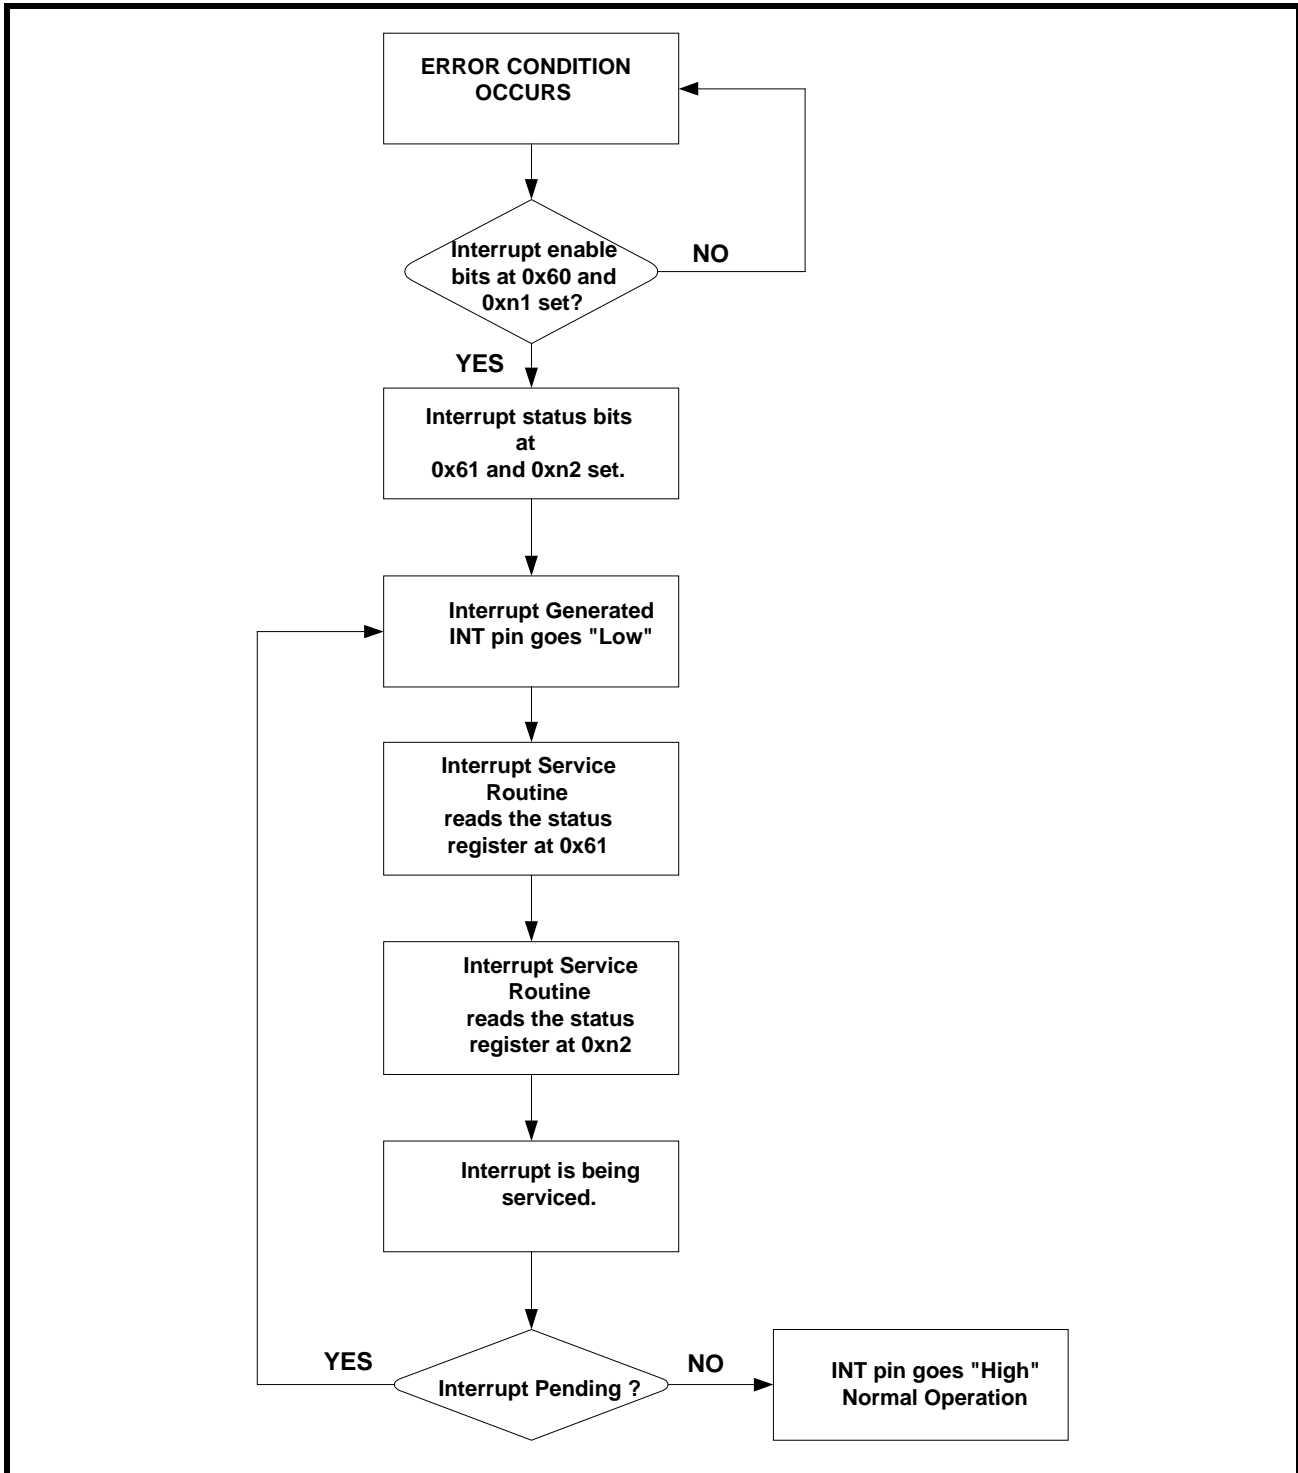 ERROR CONDITION
OCCURS
Interrupt enable
bits at 0x60 and
0xn1 set?
NO
YES
Interrupt status bits
at
0x61 and 0xn2 set.
Interrupt Generated
INT pin goes "Low"
Interrupt Service
Routine
reads the status
register at 0x61
Interrupt Service
Routine
reads the status
register at 0xn2
Interrupt is being
serviced.
YES
Interrupt Pending ?
NO
INT pin goes "High"
Normal Operation